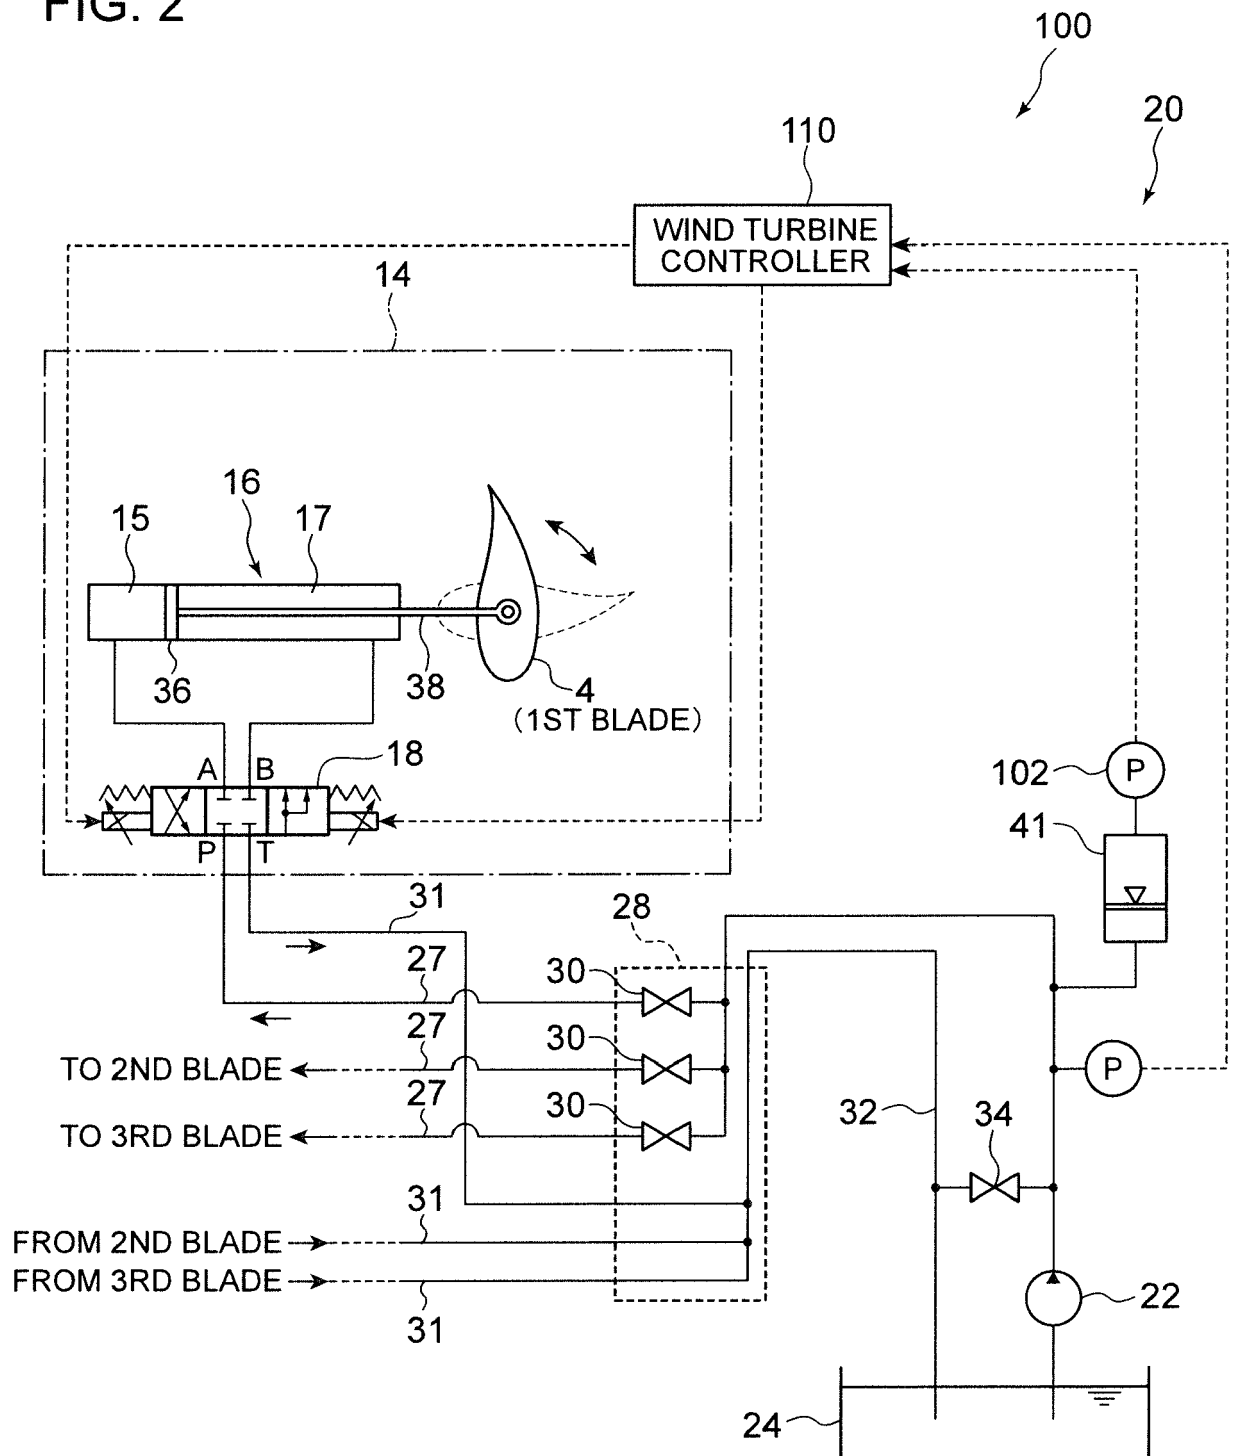 FIG. 2
100
20
110
WIND TURBINE
CONTROLLER
14
16
15
17
36
38
4
(1ST BLADE)
A
B
18
P
T
102
P
41
31
28
27
30
27
30
P
TO 2ND BLADE
27
30
TO 3RD BLADE
32
34
31
FROM 2ND BLADE
FROM 3RD BLADE
31
22
24